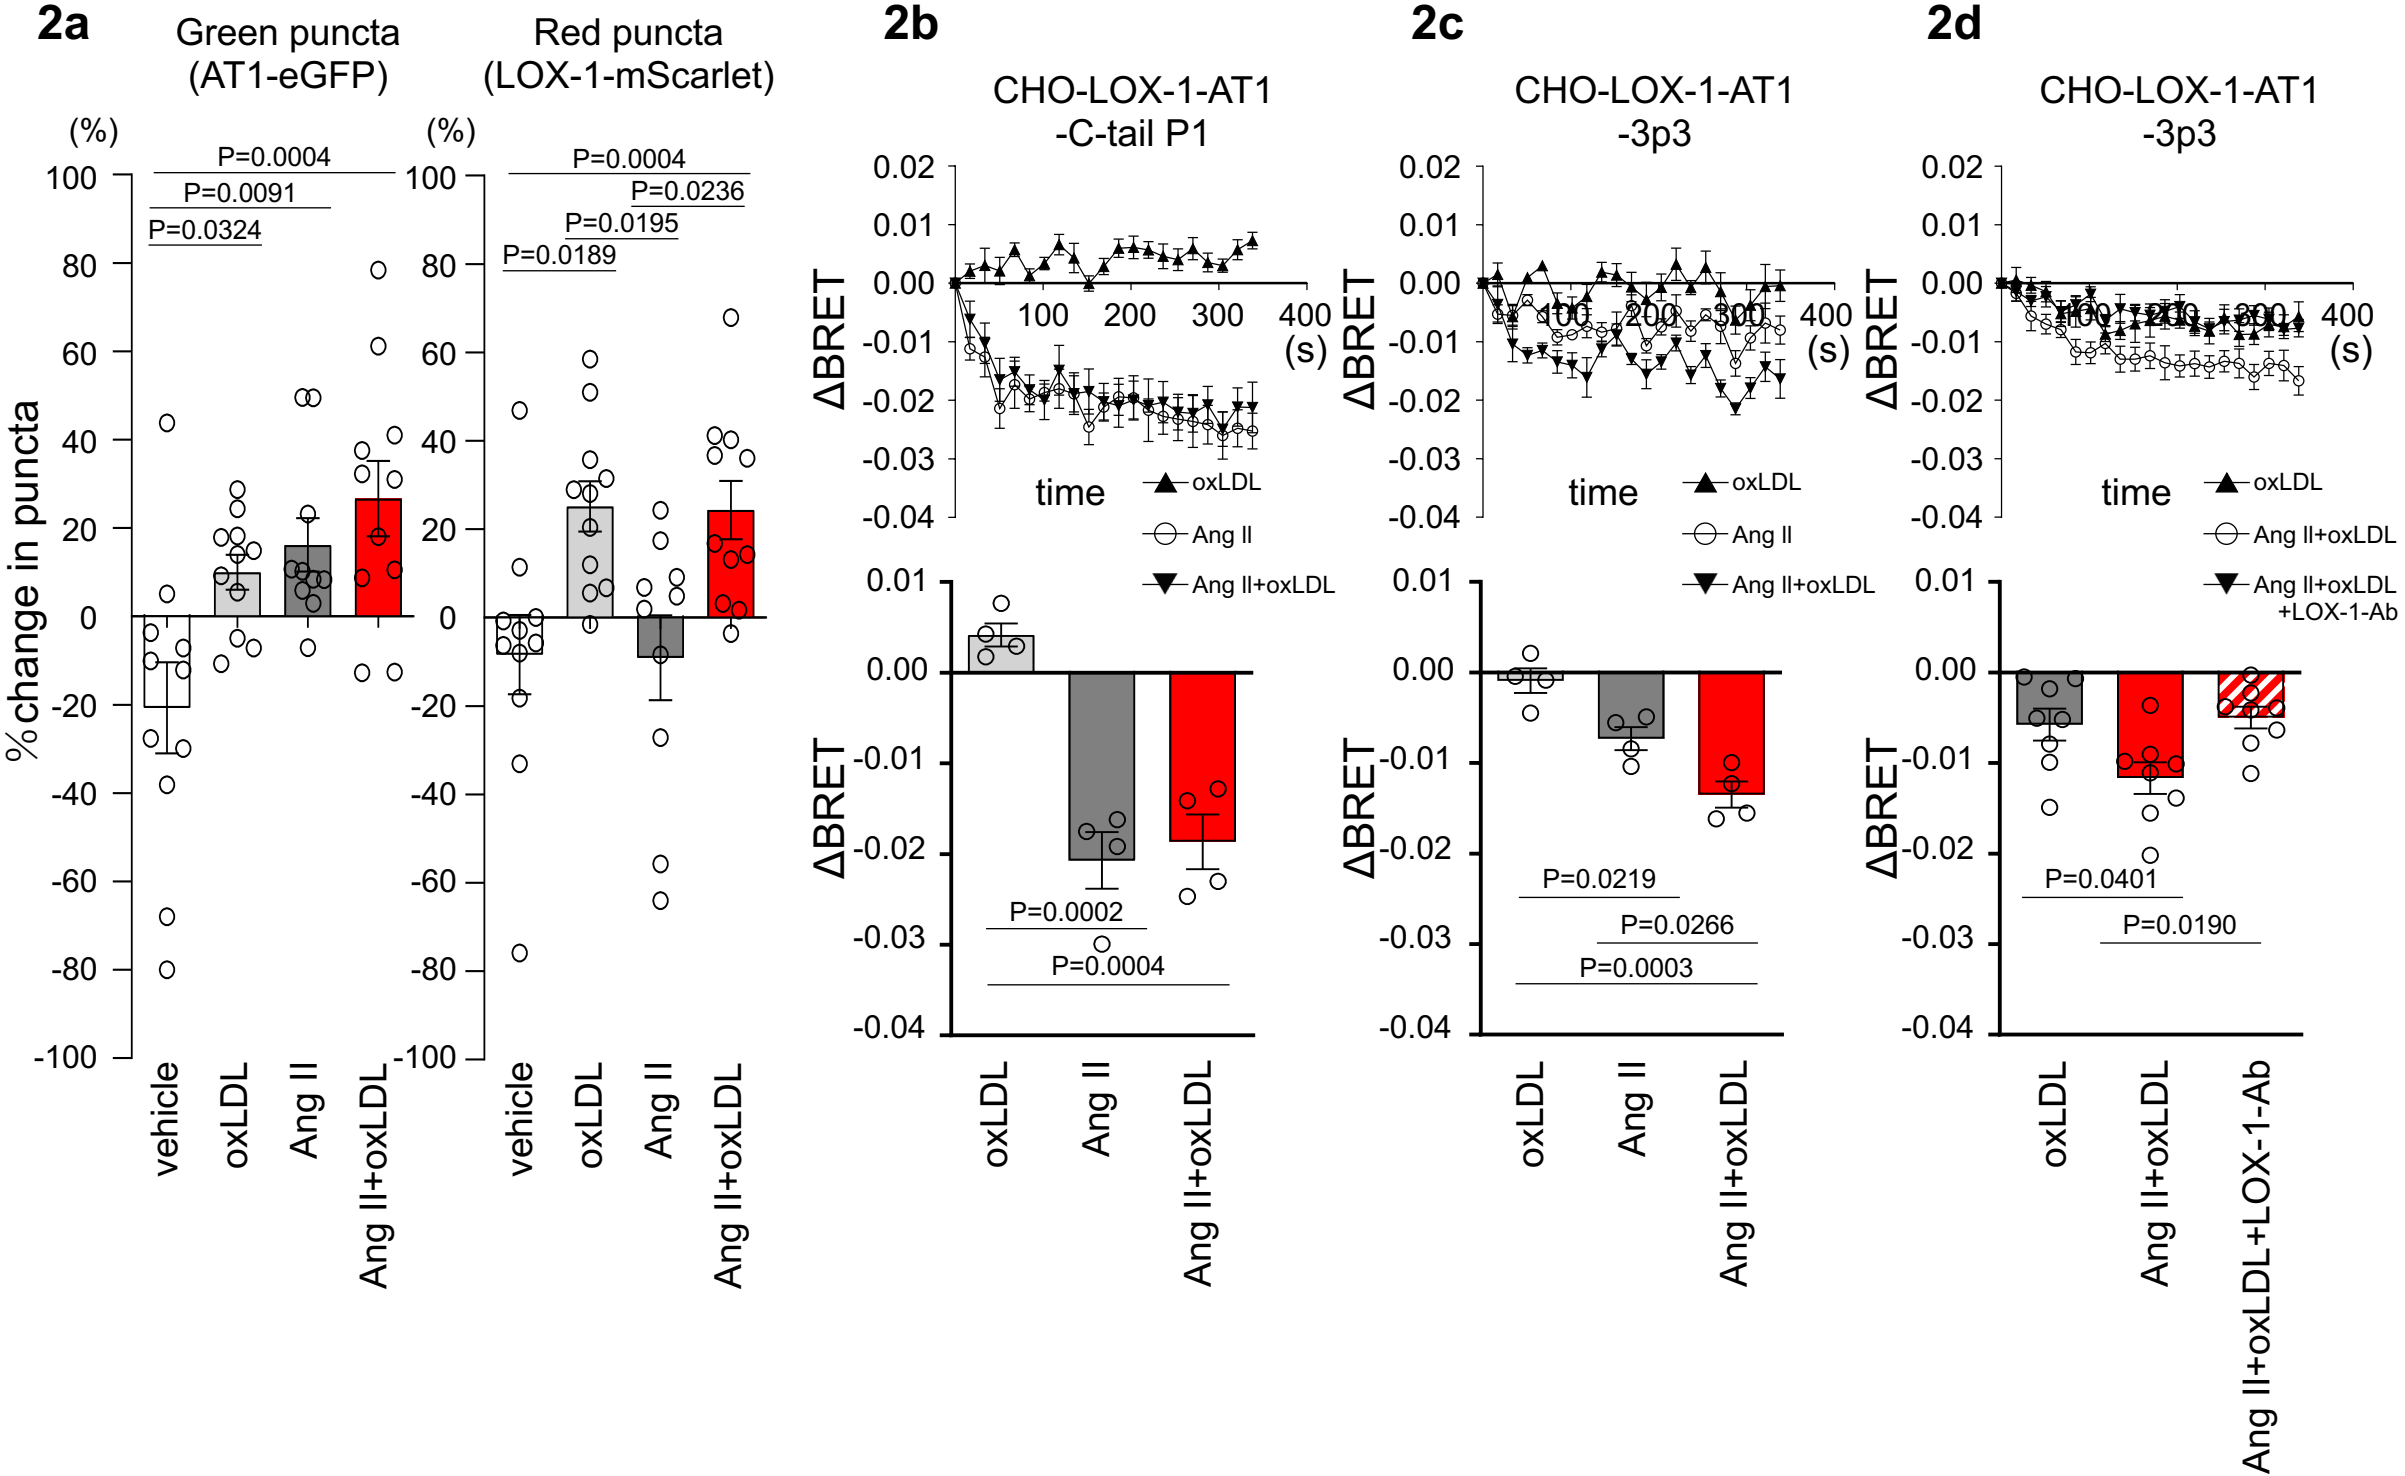 2a
Green puncta
(AT1-eGFP)
Red puncta
(LOX-1-mScarlet)
(%)
(%)
% change in puncta
100
80
60
40
20
0
-20
-40
-60
-80
-100
P=0.0004
P=0.0091
P=0.0324
vehicle
oxLDL
Ang II
Ang II+oxLDL
100
80
60
40
20
0
-20
-40
-60
-80
-100
P=0.0004
P=0.0236
P=0.0195
P=0.0189
vehicle
oxLDL
Ang II
Ang II+oxLDL
2b
CHO-LOX-1-AT1
-C-tail P1
ΔBRET
0.02
0.01
0.00
-0.01
-0.02
-0.03
-0.04
100 200 300 400
(s)
time
oxLDL
Ang II
Ang II+oxLDL
ΔBRET
0.01
0.00
-0.01
-0.02
-0.03
-0.04
P=0.0002
P=0.0004
oxLDL
Ang II
Ang II+oxLDL
2c
CHO-LOX-1-AT1
-3p3
ΔBRET
0.02
0.01
0.00
-0.01
-0.02
-0.03
-0.04
100 200 300 400
(s)
time
oxLDL
Ang II
Ang II+oxLDL
ΔBRET
0.01
0.00
-0.01
-0.02
-0.03
-0.04
P=0.0219
P=0.0266
P=0.0003
oxLDL
Ang II
Ang II+oxLDL
2d
CHO-LOX-1-AT1
-3p3
ΔBRET
0.02
0.01
0.00
-0.01
-0.02
-0.03
-0.04
100 200 300 400
(s)
time
oxLDL
Ang II+oxLDL
Ang II+oxLDL
+LOX-1-Ab
ΔBRET
0.01
0.00
-0.01
-0.02
-0.03
-0.04
P=0.0401
P=0.0190
oxLDL
Ang II+oxLDL
Ang II+oxLDL+LOX-1-Ab